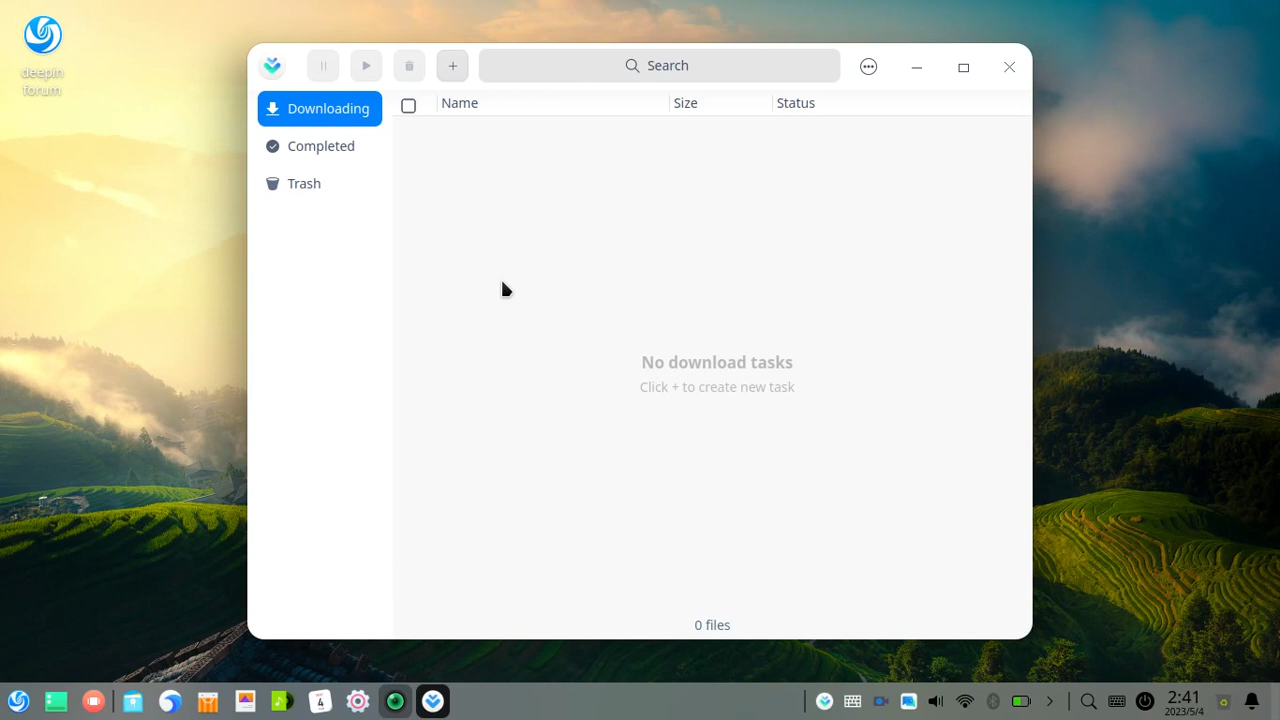 deepin
forum
Search
Downloading
Completed
Trash
Name
Size
Status
No download tasks
Click + to create new task
0 files
4
2:41
2023/5/4